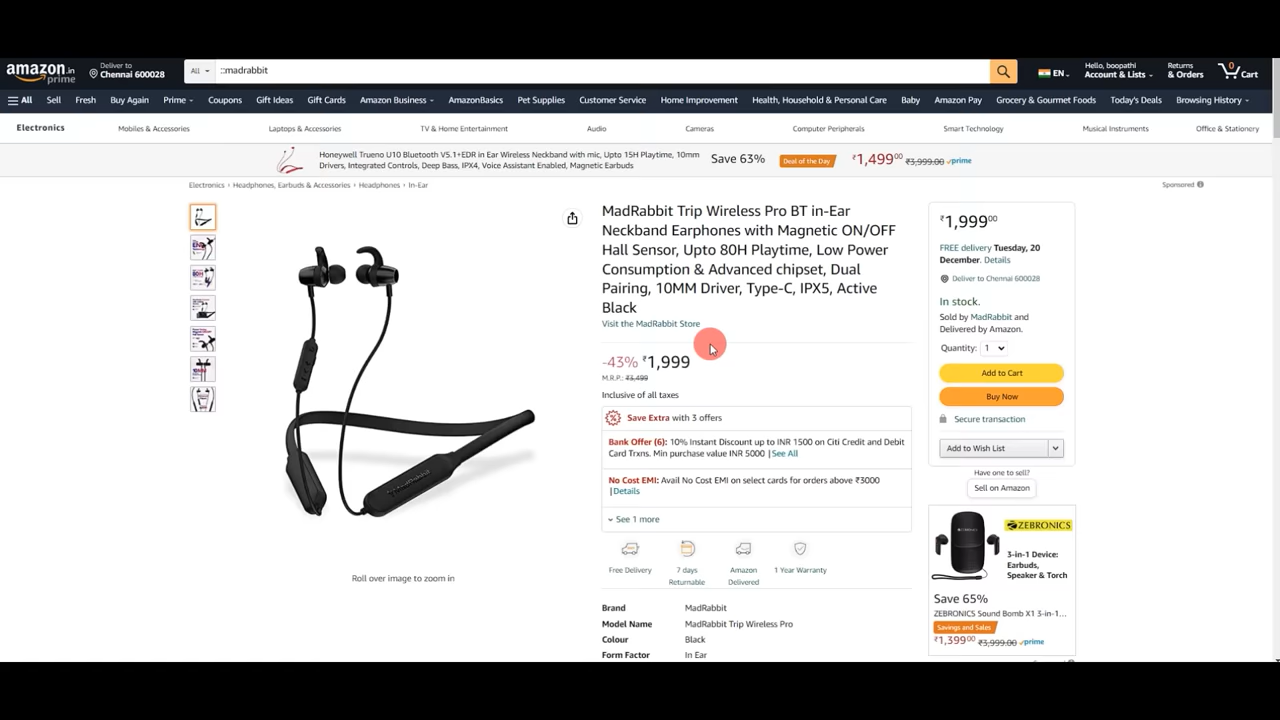 amazon.in
prime
Deliver to
Chennai 600028
All
::madrabbit
EN
Hello, boopathi
Account & Lists
Returns
& Orders
0
Cart
All
Sell
Fresh
Buy Again
Prime
Coupons
Gift Ideas
Gift Cards
Amazon Business
AmazonBasics
Pet Supplies
Customer Service
Home Improvement
Health, Household & Personal Care
Baby
Amazon Pay
Grocery & Gourmet Foods
Today's Deals
Browsing History
Electronics
Mobiles & Accessories
Laptops & Accessories
TV & Home Entertainment
Audio
Cameras
Computer Peripherals
Smart Technology
Musical Instruments
Office & Stationery
Honeywell Trueno U10 Bluetooth V5.1+EDR in Ear Wireless Neckband with mic, Upto 15H Playtime, 10mm
Drivers, Integrated Controls, Deep Bass, IPX4, Voice Assistant Enabled, Magnetic Earbuds
Save 63%
Deal of the Day
₹1,499⁰⁰ ₹3,999.00 prime
Electronics › Headphones, Earbuds & Accessories › Headphones › In-Ear
Sponsored
MadRabbit Trip Wireless Pro BT in-Ear
Neckband Earphones with Magnetic ON/OFF
Hall Sensor, Upto 80H Playtime, Low Power
Consumption & Advanced chipset, Dual
Pairing, 10MM Driver, Type-C, IPX5, Active
Black
Visit the MadRabbit Store
-43% ₹1,999
M.R.P.: ₹3,499
Inclusive of all taxes
Save Extra with 3 offers
Bank Offer (6): 10% Instant Discount up to INR 1500 on Citi Credit and Debit
Card Trxns. Min purchase value INR 5000 | See All
No Cost EMI: Avail No Cost EMI on select cards for orders above ₹3000
| Details
See 1 more
Free Delivery
7 days
Returnable
Amazon
Delivered
1 Year Warranty
Brand MadRabbit
Model Name MadRabbit Trip Wireless Pro
Colour Black
Form Factor In Ear
Roll over image to zoom in
₹1,999⁰⁰
FREE delivery Tuesday, 20
December. Details
Deliver to Chennai 600028
In stock.
Sold by MadRabbit and
Delivered by Amazon.
Quantity: 1
Add to Cart
Buy Now
Secure transaction
Add to Wish List
Have one to sell?
Sell on Amazon
ZEBRONICS
3-in-1 Device:
Earbuds,
Speaker & Torch
Save 65%
ZEBRONICS Sound Bomb X1 3-in-1...
Savings and Sales
₹1,399⁰⁰ ₹3,999.00 prime